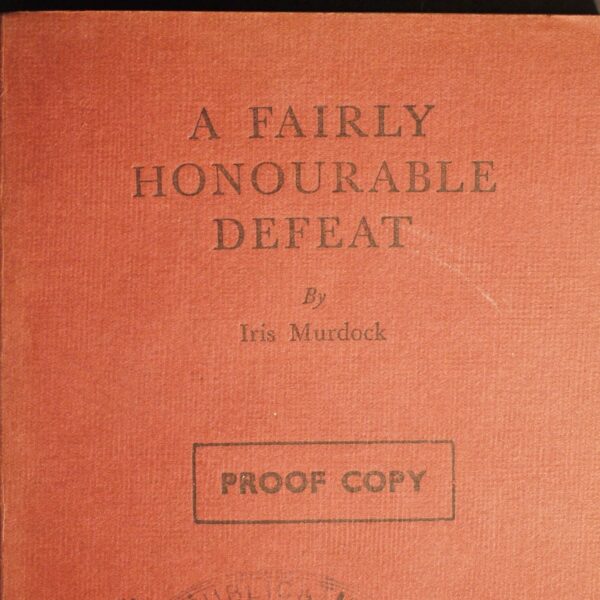 A FAIRLY
HONOURABLE
DEFEAT
By
Iris Murdock
PROOF COPY